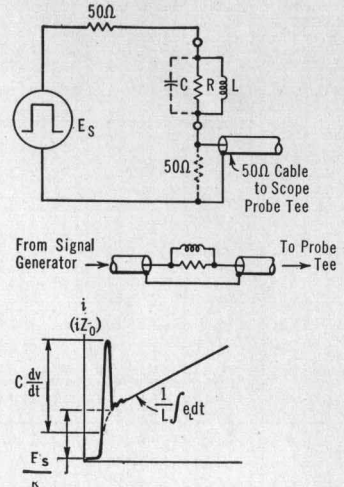 50Ω
C R L
E_S
50Ω
50Ω Cable
to Scope
Probe Tee
From Signal
Generator
To Probe
Tee
i
(iZ₀)
C dv/dt
1/L ∫e_L dt
E_S